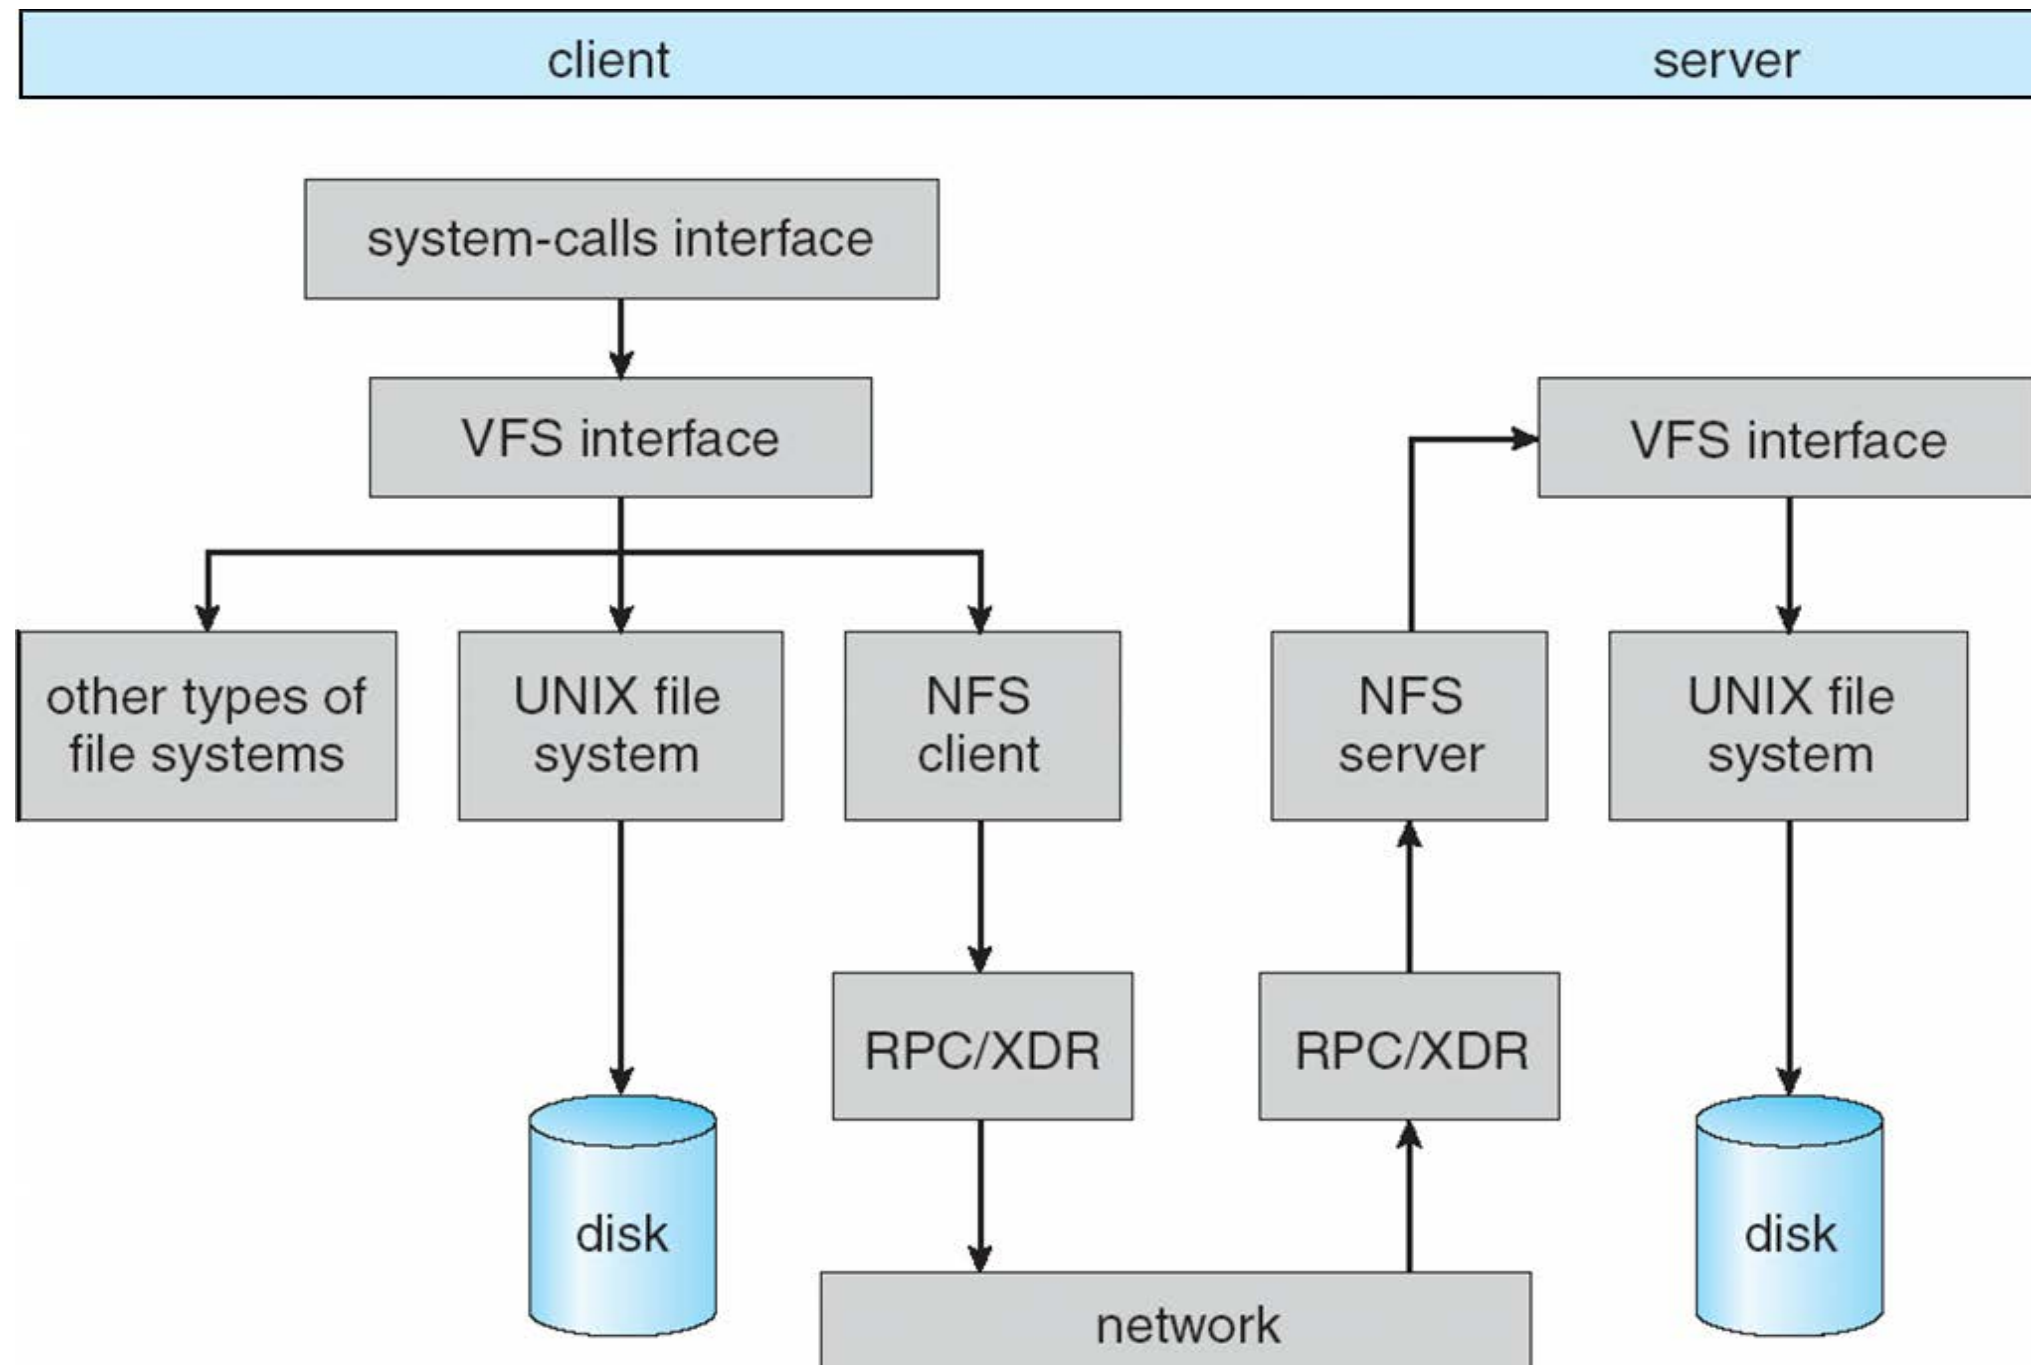 client
server
system-calls interface
VFS interface
VFS interface
other types of
file systems
UNIX file
system
NFS
client
NFS
server
UNIX file
system
RPC/XDR
RPC/XDR
disk
disk
network